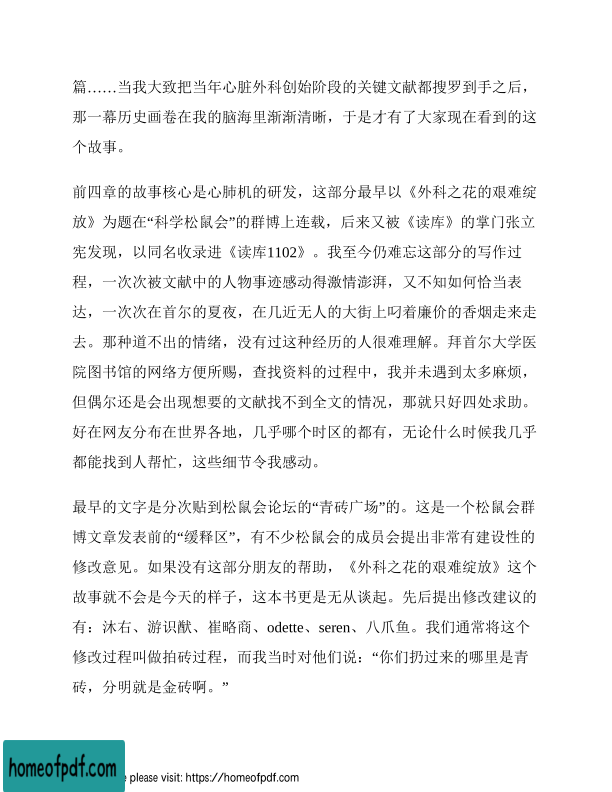 篇……当我大致把当年心脏外科创始阶段的关键文献都搜罗到手之后，
那一幕历史画卷在我的脑海里渐渐清晰，于是才有了大家现在看到的这
个故事。
前四章的故事核心是心肺机的研发，这部分最早以《外科之花的艰难绽
放》为题在“科学松鼠会”的群博上连载，后来又被《读库》的掌门张立
宪发现，以同名收录进《读库1102》。我至今仍难忘这部分的写作过
程，一次次被文献中的人物事迹感动得激情澎湃，又不知如何恰当表
达，一次次在首尔的夏夜，在几近无人的大街上叼着廉价的香烟走来走
去。那种道不出的情绪，没有过这种经历的人很难理解。拜首尔大学医
院图书馆的网络方便所赐，查找资料的过程中，我并未遇到太多麻烦，
但偶尔还是会出现想要的文献找不到全文的情况，那就只好四处求助。
好在网友分布在世界各地，几乎哪个时区的都有，无论什么时候我几乎
都能找到人帮忙，这些细节令我感动。
最早的文字是分次贴到松鼠会论坛的“青砖广场”的。这是一个松鼠会群
博文章发表前的“缓释区”，有不少松鼠会的成员会提出非常有建设性的
修改意见。如果没有这部分朋友的帮助，《外科之花的艰难绽放》这个
故事就不会是今天的样子，这本书更是无从谈起。先后提出修改建议的
有：沐右、游识猷、崔略商、odette、seren、八爪鱼。我们通常将这个
修改过程叫做拍砖过程，而我当时对他们说：“你们扔过来的哪里是青
砖，分明就是金砖啊。”
homeofpdf.com
e please visit: https://homeofpdf.com